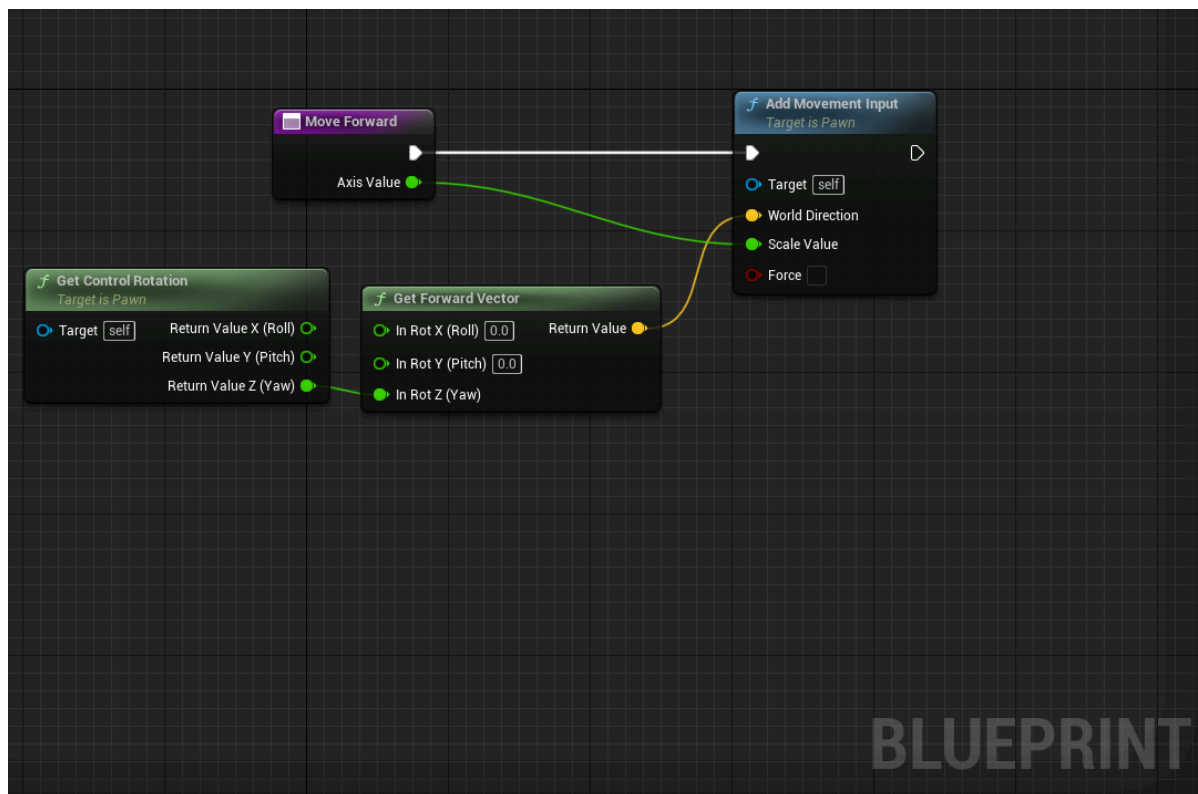 Move Forward
Axis Value
Add Movement Input
Target is Pawn
Target self
World Direction
Scale Value
Force
Get Control Rotation
Target is Pawn
Target self
Return Value X (Roll)
Return Value Y (Pitch)
Return Value Z (Yaw)
Get Forward Vector
In Rot X (Roll) 0.0
Return Value
In Rot Y (Pitch) 0.0
In Rot Z (Yaw)
BLUEPRINT